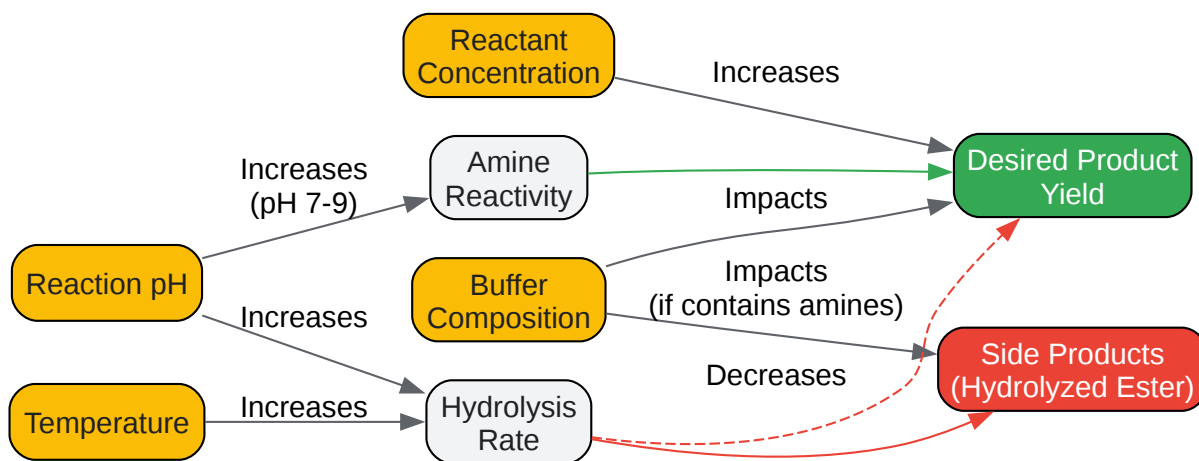 Reactant
Concentration
Increases
Increases
(pH 7-9)
Amine
Reactivity
Desired Product
Yield
Impacts
Reaction pH
Buffer
Composition
Impacts
(if contains amines)
Increases
Side Products
(Hydrolyzed Ester)
Decreases
Temperature
Increases
Hydrolysis
Rate